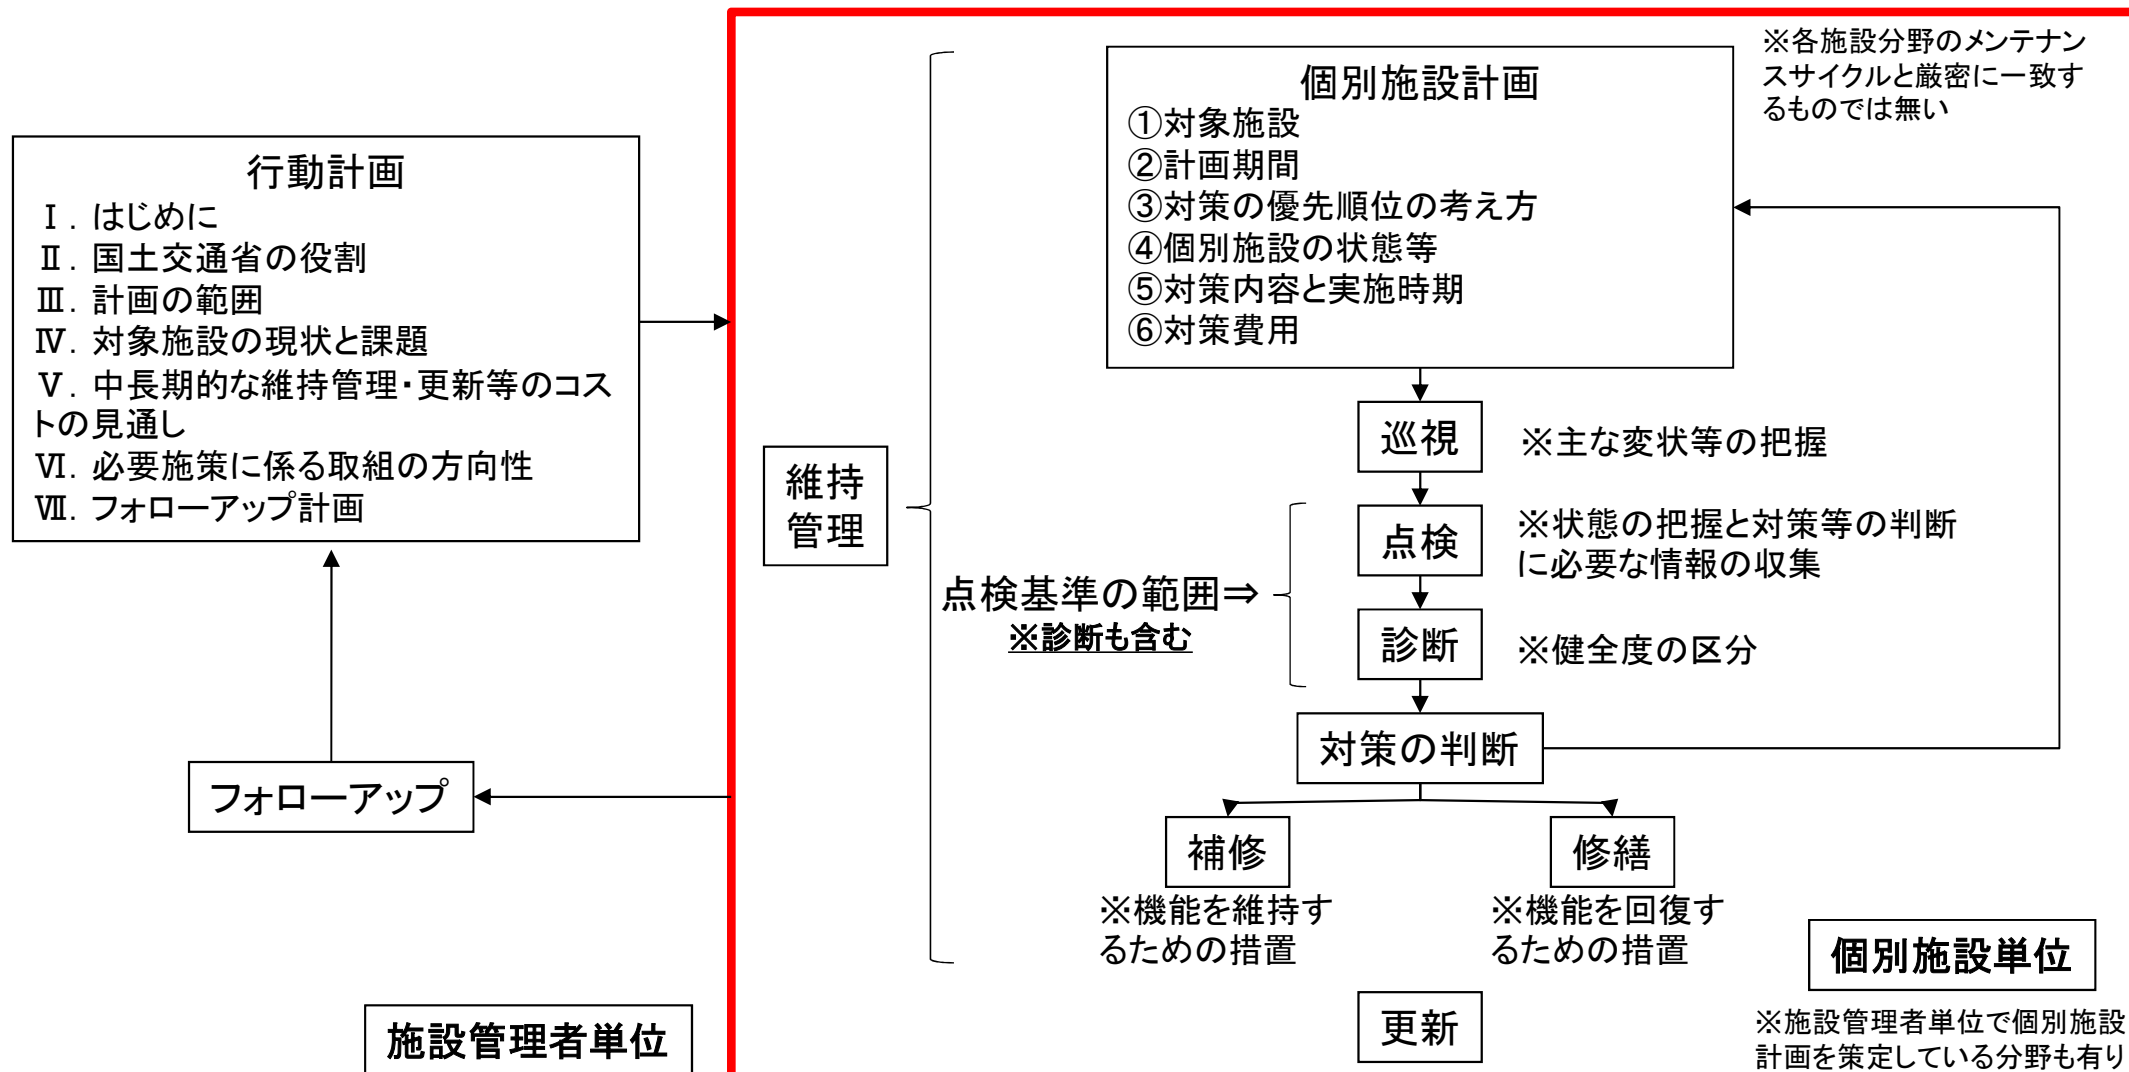 行動計画
Ⅰ．はじめに
Ⅱ．国土交通省の役割
Ⅲ．計画の範囲
Ⅳ．対象施設の現状と課題
Ⅴ．中長期的な維持管理・更新等のコス
トの見通し
Ⅵ．必要施策に係る取組の方向性
Ⅶ．フォローアップ計画
フォローアップ
施設管理者単位
※各施設分野のメンテナン
スサイクルと厳密に一致す
るものでは無い
個別施設計画
①対象施設
②計画期間
③対策の優先順位の考え方
④個別施設の状態等
⑤対策内容と実施時期
⑥対策費用
維持
管理
巡視
※主な変状等の把握
点検基準の範囲⇒
※診断も含む
点検
※状態の把握と対策等の判断
に必要な情報の収集
診断
※健全度の区分
対策の判断
補修
※機能を維持す
るための措置
修繕
※機能を回復す
るための措置
更新
個別施設単位
※施設管理者単位で個別施設
計画を策定している分野も有り